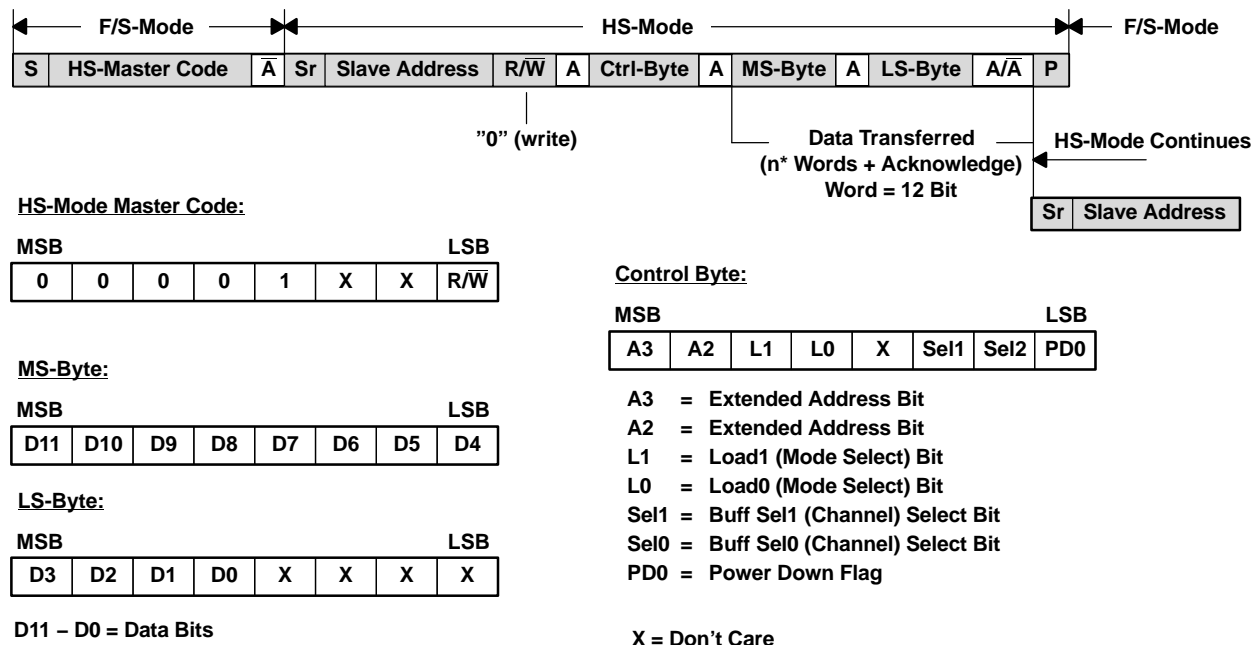 F/S-Mode HS-Mode F/S-Mode
S HS-Master Code A̅ Sr Slave Address R/W̅ A Ctrl-Byte A MS-Byte A LS-Byte A/A̅ P
”0” (write)
Data Transferred
(n* Words + Acknowledge)
Word = 12 Bit
HS-Mode Continues
Sr Slave Address
HS-Mode Master Code:
MSB LSB
0 0 0 0 1 X X R/W̅
MS-Byte:
MSB LSB
D11 D10 D9 D8 D7 D6 D5 D4
LS-Byte:
MSB LSB
D3 D2 D1 D0 X X X X
D11 – D0 = Data Bits
Control Byte:
MSB LSB
A3 A2 L1 L0 X Sel1 Sel2 PD0
A3 = Extended Address Bit
A2 = Extended Address Bit
L1 = Load1 (Mode Select) Bit
L0 = Load0 (Mode Select) Bit
Sel1 = Buff Sel1 (Channel) Select Bit
Sel0 = Buff Sel0 (Channel) Select Bit
PD0 = Power Down Flag
X = Don’t Care